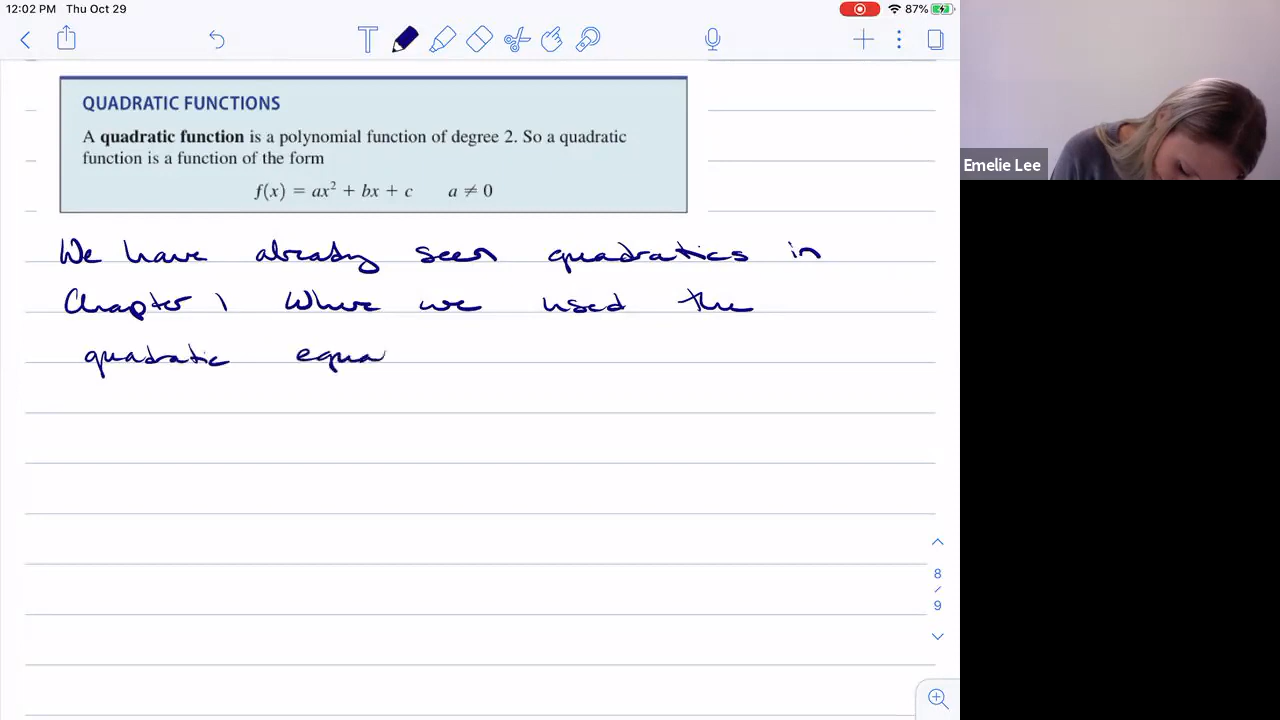 12:02 PM Thu Oct 29
87%
QUADRATIC FUNCTIONS
A quadratic function is a polynomial function of degree 2. So a quadratic
function is a function of the form
f(x) = ax² + bx + c a ≠ 0
We have already seen quadratics in
Chapter 1 Where we used the
quadratic equa
Emelie Lee
8
/
9